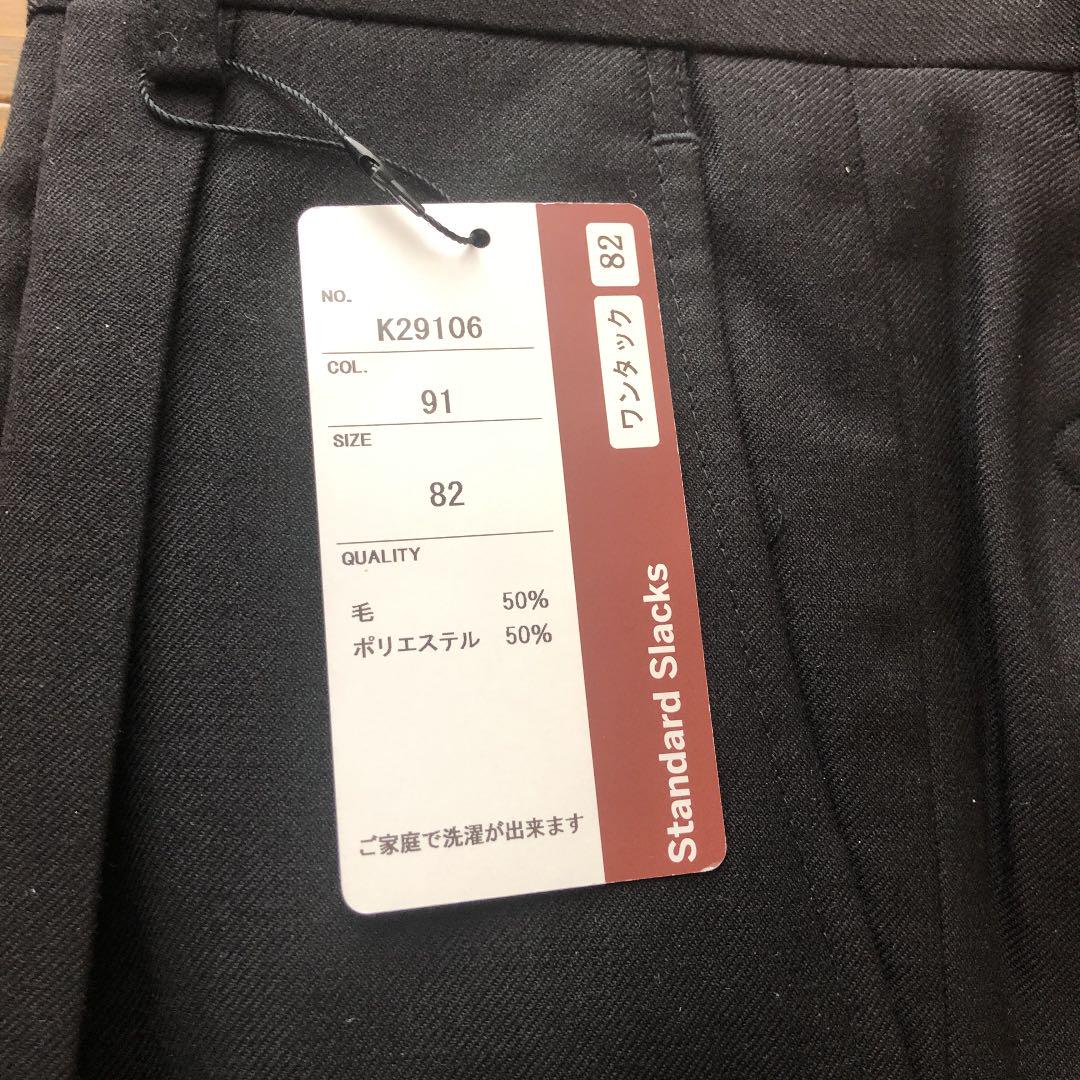 NO.
K29106
COL.
91
SIZE
82
QUALITY
毛 50%
ポリエステル 50%
ご家庭で洗濯が出来ます
82
ワンタック
Standard Slacks